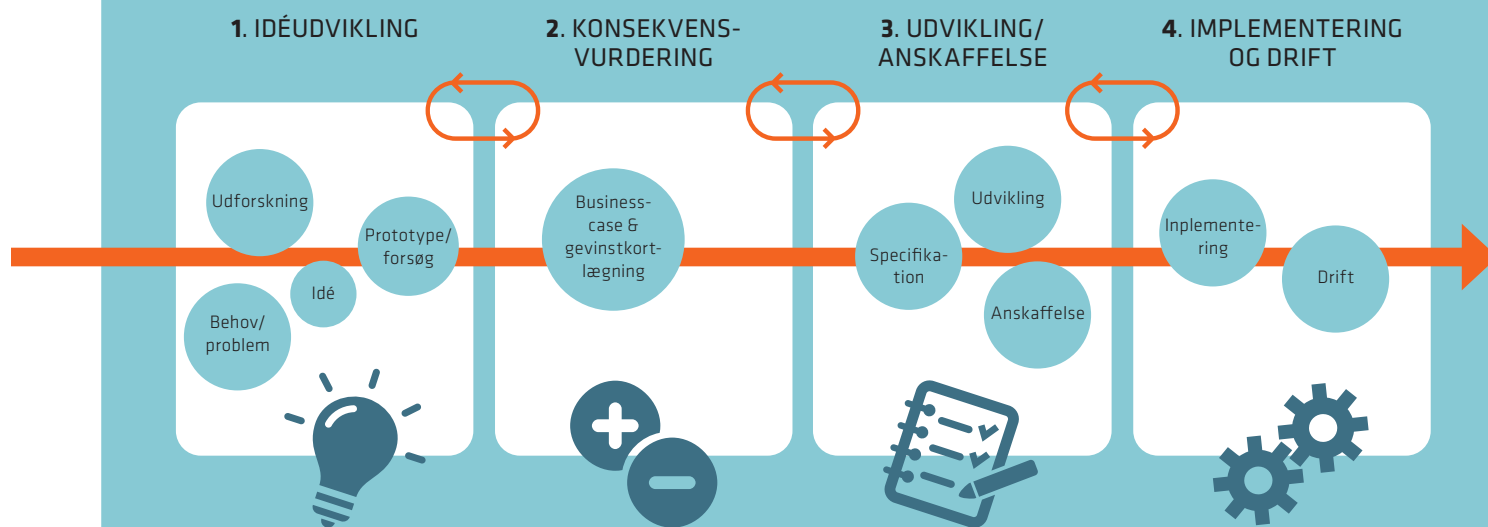 1. IDÉUDVIKLING
2. KONSEKVENS-
VURDERING
3. UDVIKLING/
ANSKAFFELSE
4. IMPLEMENTERING
OG DRIFT
Udforskning
Prototype/
forsøg
Idé
Behov/
problem
Business-
case &
gevinstkort-
lægning
Specifika-
tion
Udvikling
Anskaffelse
Inplemente-
ring
Drift